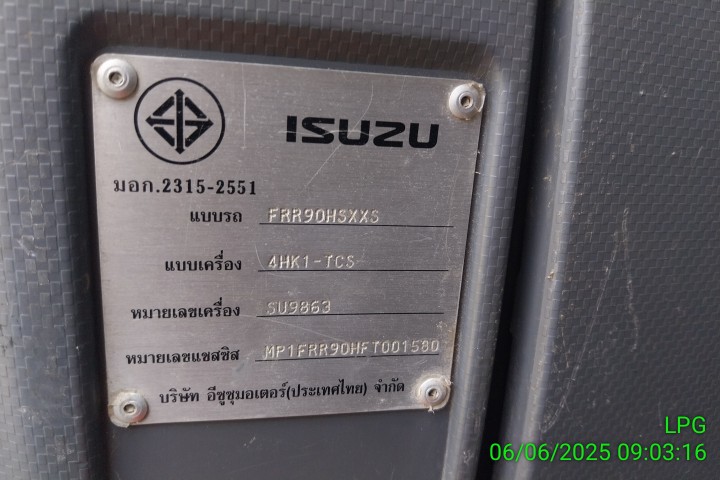 ISUZU
มอก.2315-2551
แบบรถ FRR90HSXXS
แบบเครื่อง 4HK1-TCS
หมายเลขเครื่อง SU9863
หมายเลขแชสซิส MP1FRR90HFT001580
บริษัท อีซูซุมอเตอร์(ประเทศไทย) จำกัด
LPG
06/06/2025 09:03:16